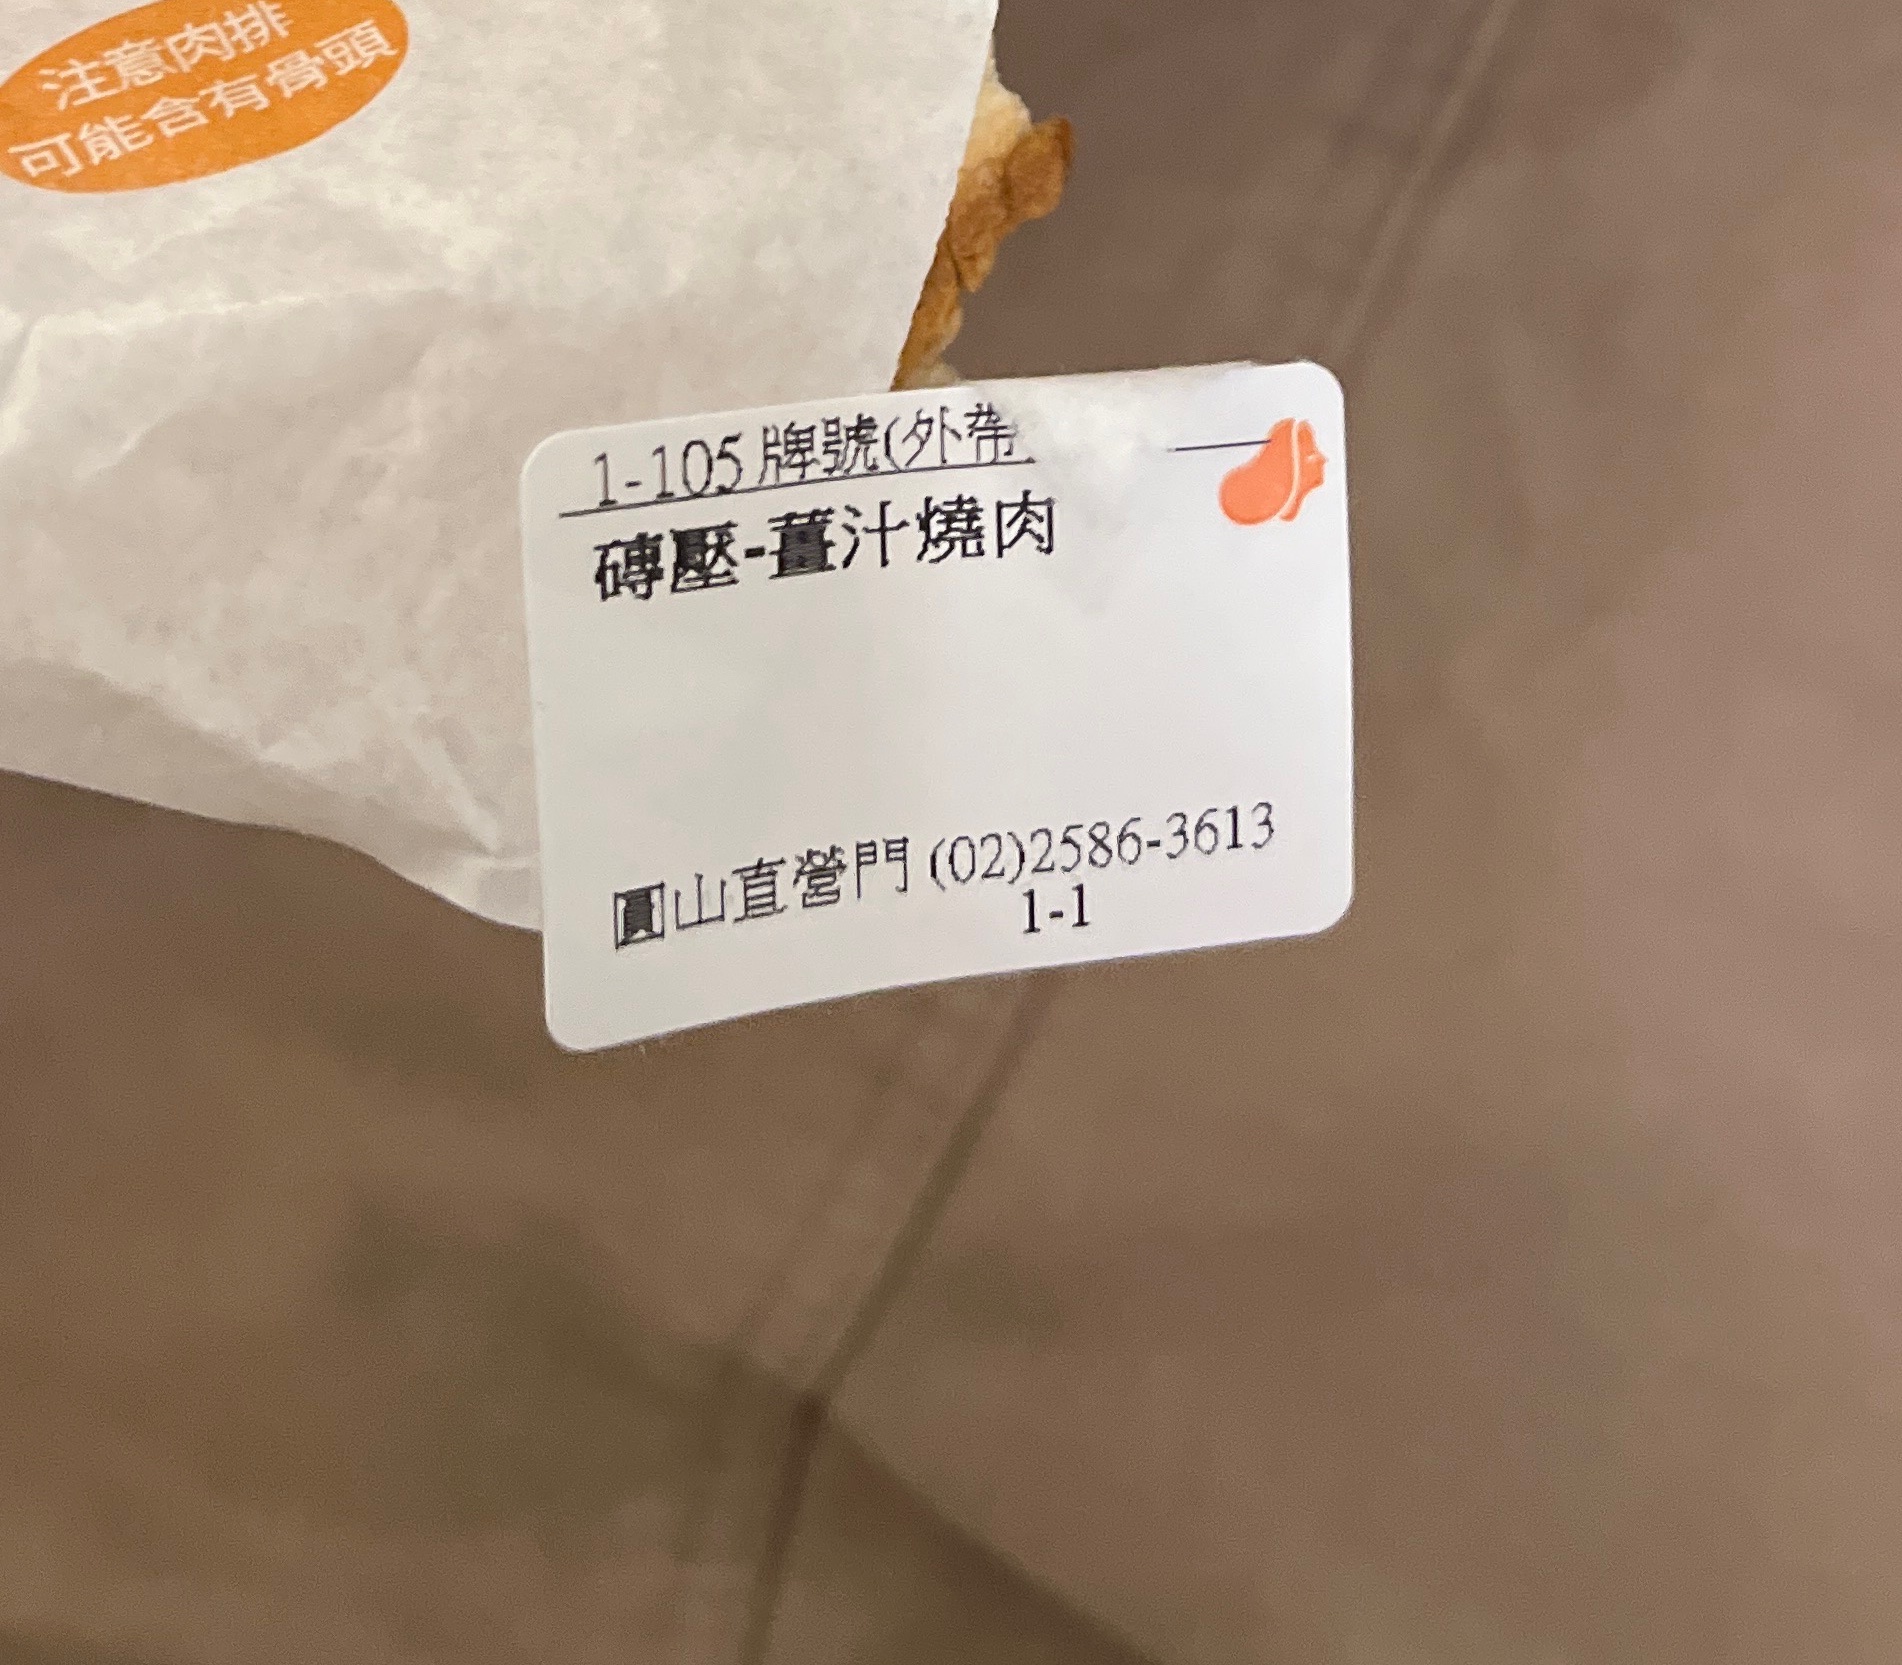 注意肉排
可能含有骨頭
1-105 牌號(外帶
磚壓-薑汁燒肉
圓山直營門 (02)2586-3613
1-1